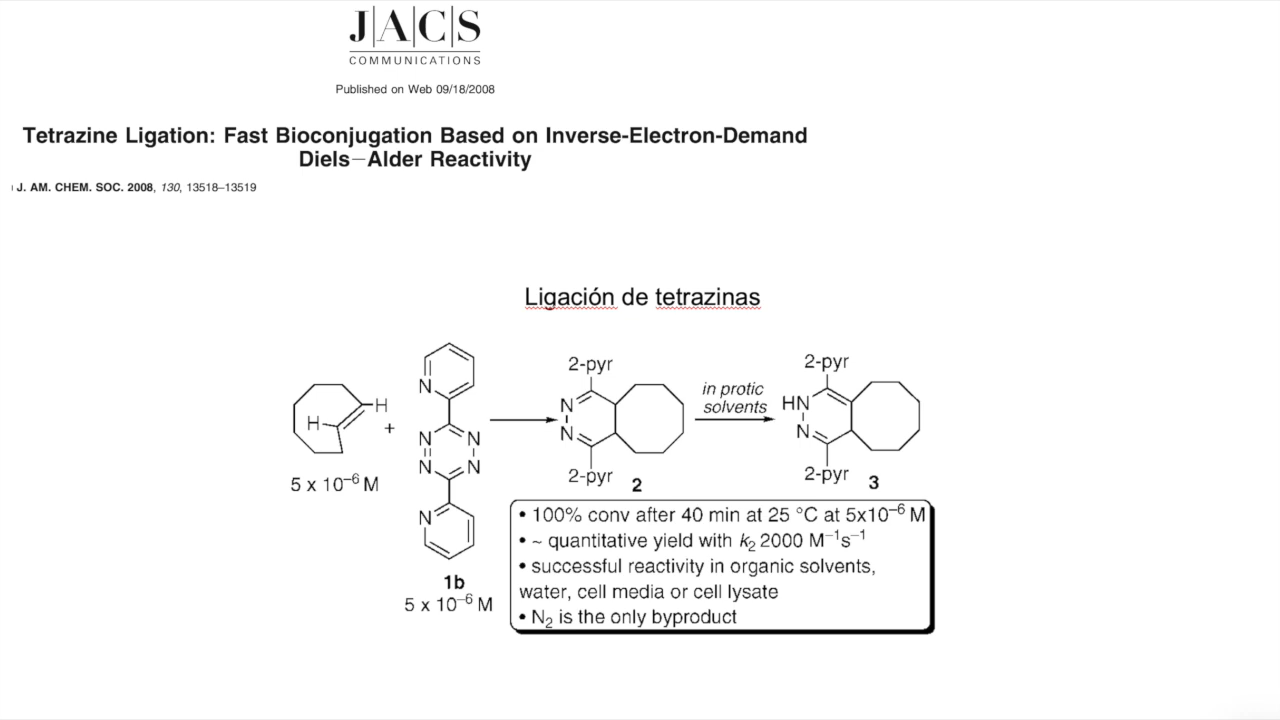 J|A|C|S
COMMUNICATIONS
Published on Web 09/18/2008
Tetrazine Ligation: Fast Bioconjugation Based on Inverse-Electron-Demand
Diels−Alder Reactivity
J. AM. CHEM. SOC. 2008, 130, 13518–13519
Ligación de tetrazinas
H
H
5 x 10⁻⁶ M
+
N
N N
N N
N
1b
5 x 10⁻⁶ M
2-pyr
N
N
2-pyr
2
in protic
solvents
2-pyr
HN
N
2-pyr
3
• 100% conv after 40 min at 25 °C at 5x10⁻⁶ M
• ~ quantitative yield with k₂ 2000 M⁻¹s⁻¹
• successful reactivity in organic solvents,
water, cell media or cell lysate
• N₂ is the only byproduct